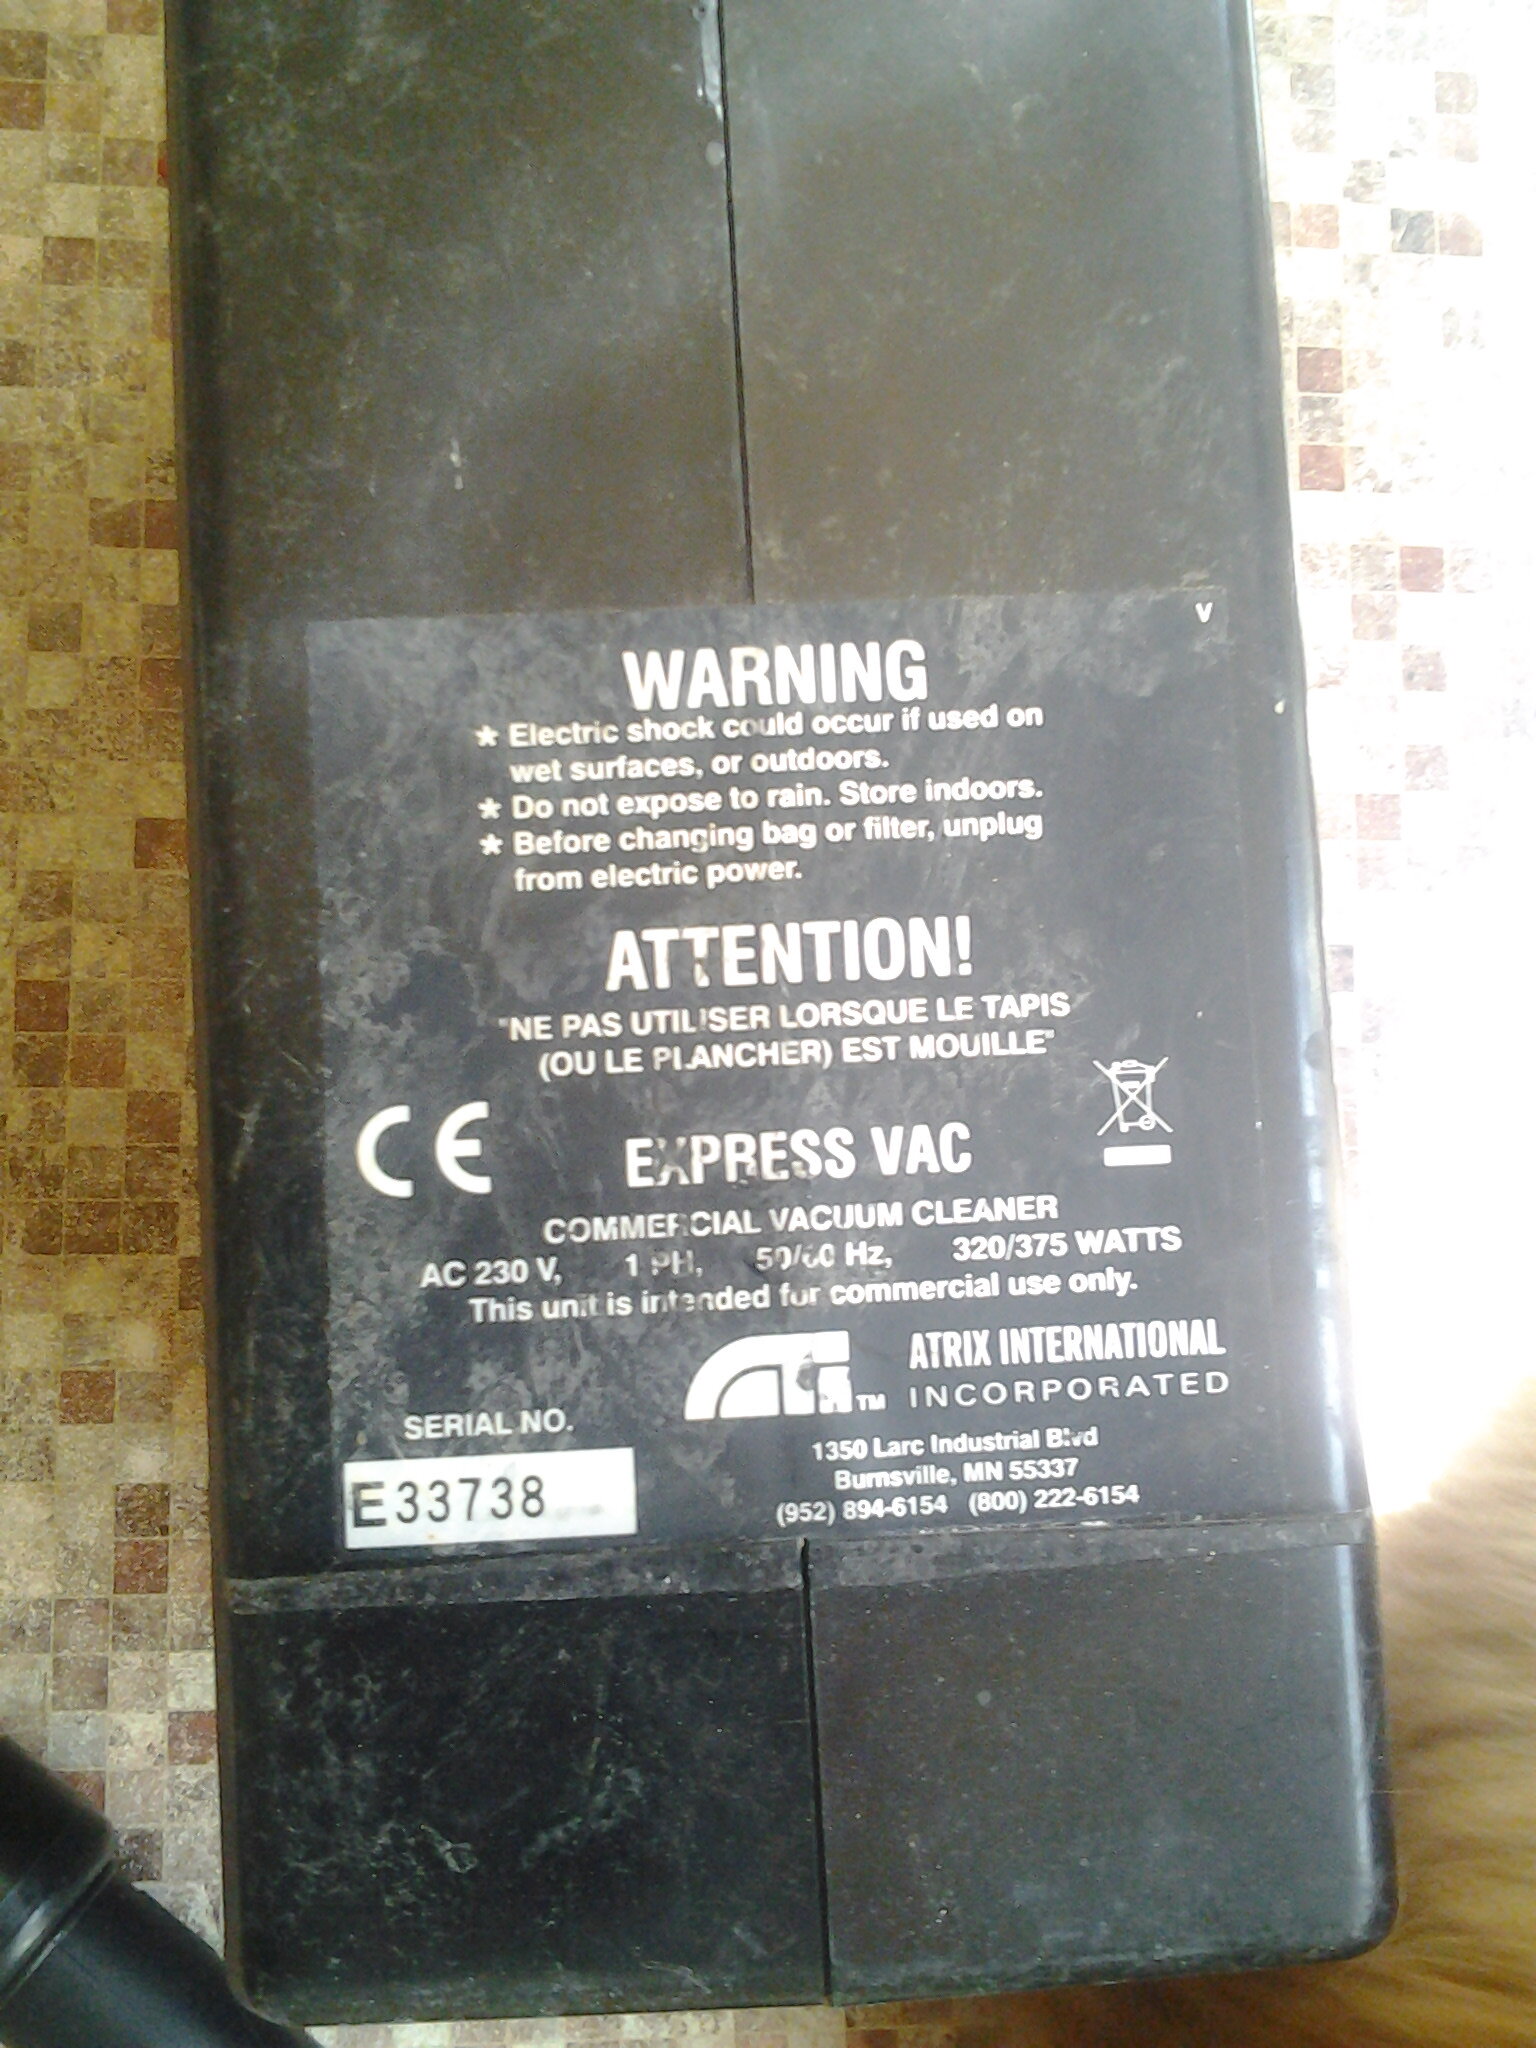 V
WARNING
* Electric shock could occur if used on
wet surfaces, or outdoors.
* Do not expose to rain. Store indoors.
* Before changing bag or filter, unplug
from electric power.
ATTENTION!
"NE PAS UTILISER LORSQUE LE TAPIS
(OU LE PLANCHER) EST MOUILLE"
CE
EXPRESS VAC
COMMERCIAL VACUUM CLEANER
AC 230 V, 1 PH, 50/60 Hz, 320/375 WATTS
This unit is intended for commercial use only.
ATI TM
ATRIX INTERNATIONAL
INCORPORATED
SERIAL NO.
E33738
1350 Larc Industrial Blvd
Burnsville, MN 55337
(952) 894-6154 (800) 222-6154